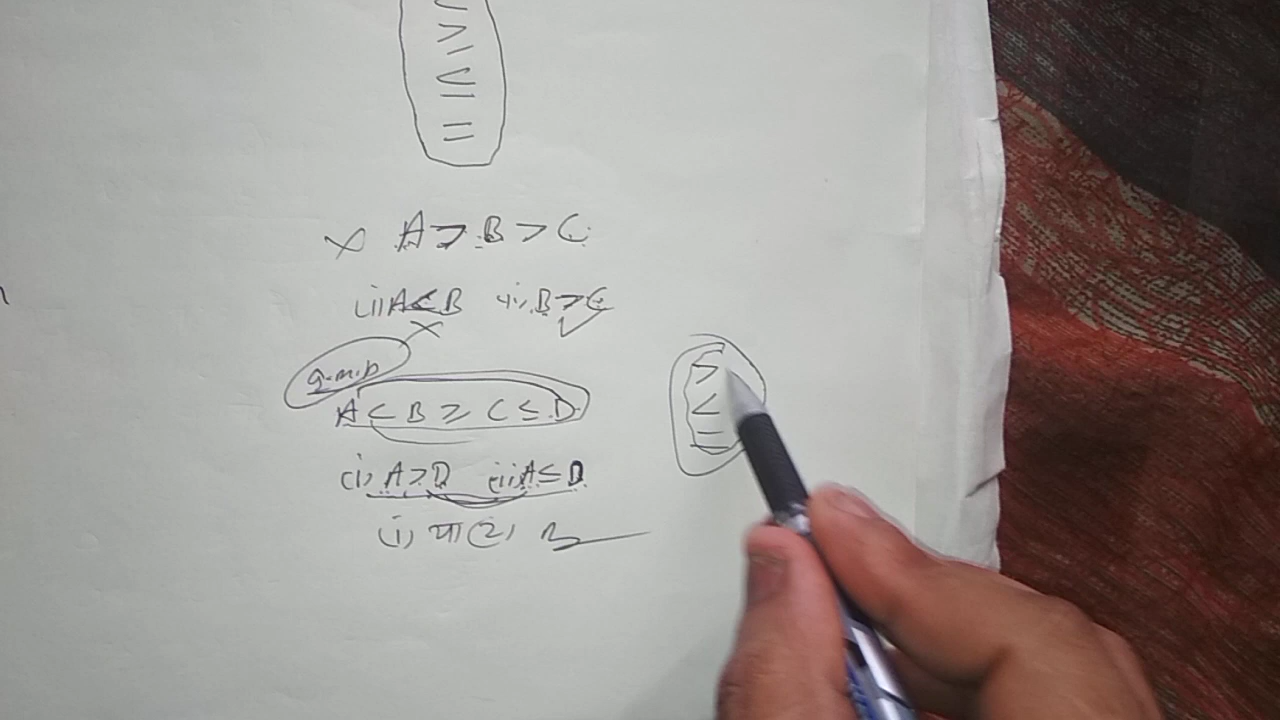 ≥
≤
=
× A > B > C
(i) A < B (ii) B > C ✓
×
A < B ≥ C ≤ D
>
<
=
(i) A > D (ii) A ≤ D
(i) या (2)